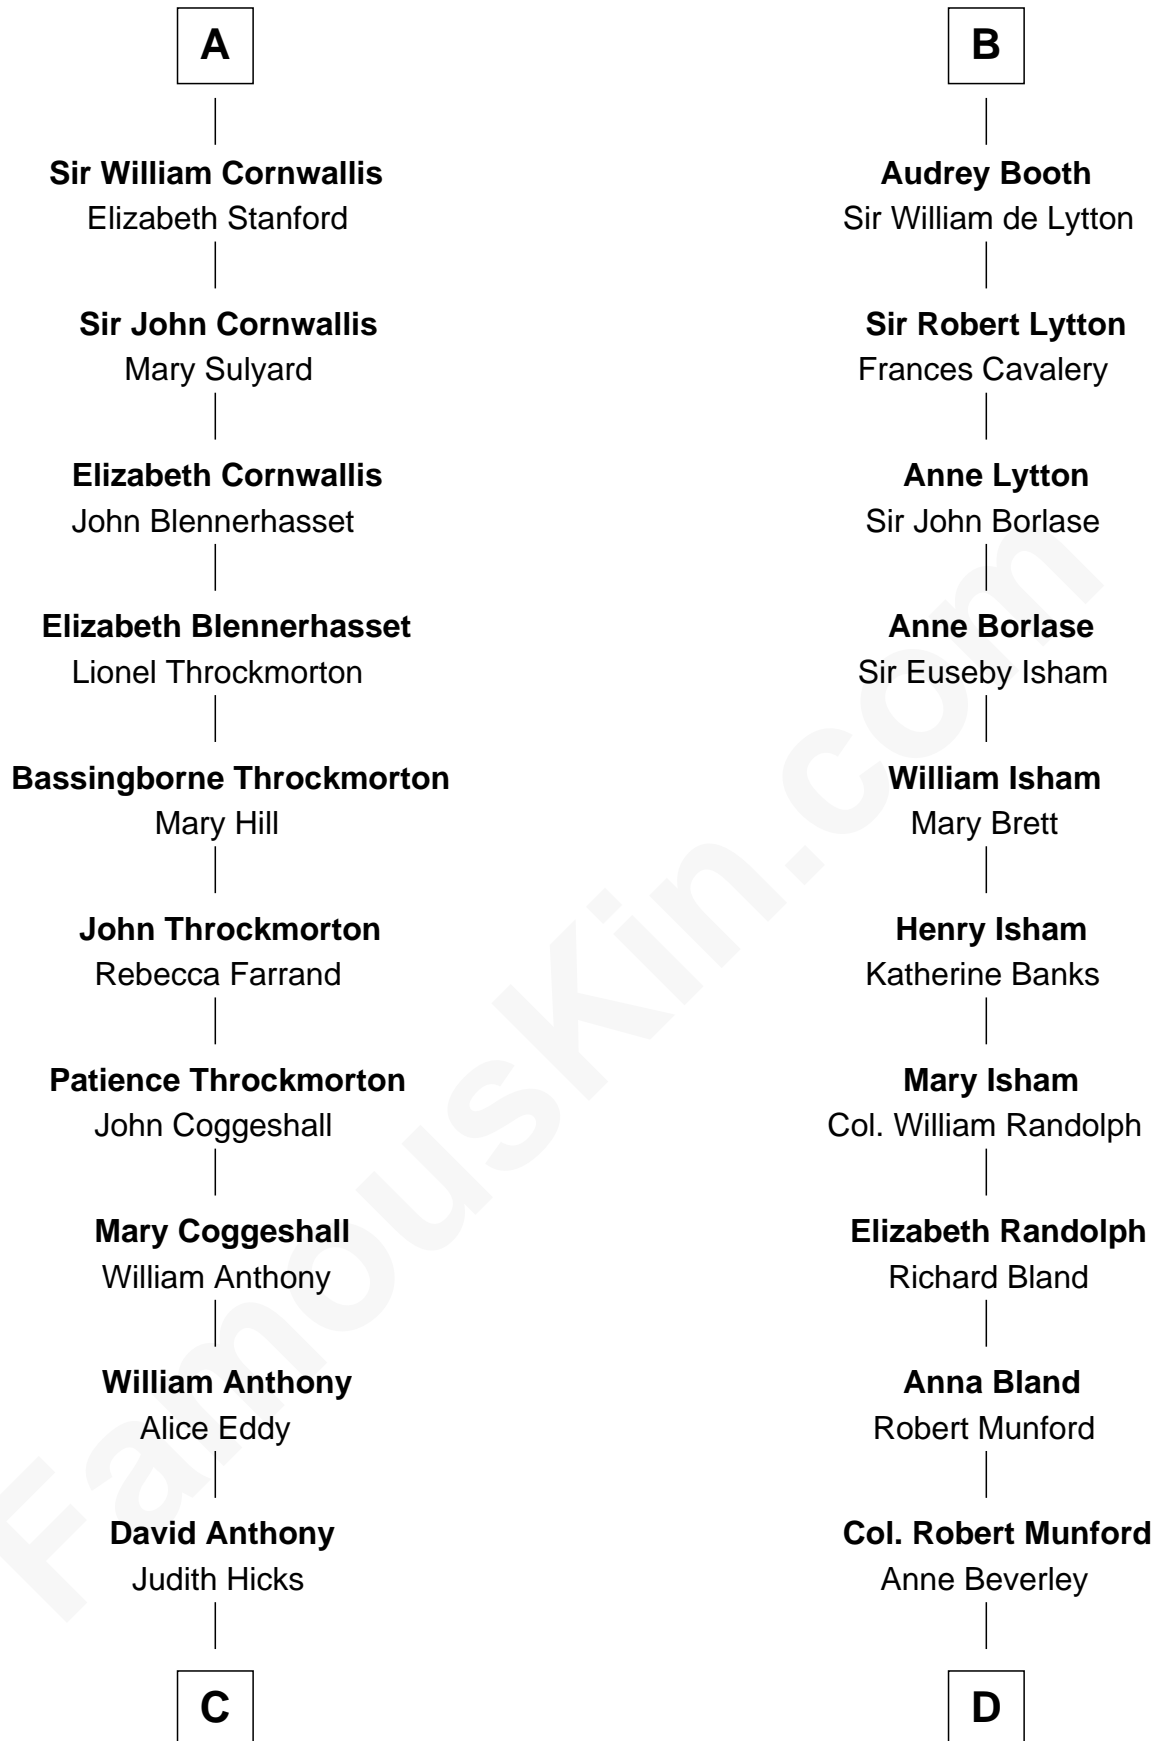 A
Sir William Cornwallis
Elizabeth Stanford
Sir John Cornwallis
Mary Sulyard
Elizabeth Cornwallis
John Blennerhasset
Elizabeth Blennerhasset
Lionel Throckmorton
Bassingborne Throckmorton
Mary Hill
John Throckmorton
Rebecca Farrand
Patience Throckmorton
John Coggeshall
Mary Coggeshall
William Anthony
William Anthony
Alice Eddy
David Anthony
Judith Hicks
C
B
Audrey Booth
Sir William de Lytton
Sir Robert Lytton
Frances Cavalery
Anne Lytton
Sir John Borlase
Anne Borlase
Sir Euseby Isham
William Isham
Mary Brett
Henry Isham
Katherine Banks
Mary Isham
Col. William Randolph
Elizabeth Randolph
Richard Bland
Anna Bland
Robert Munford
Col. Robert Munford
Anne Beverley
D
FamousKin.com